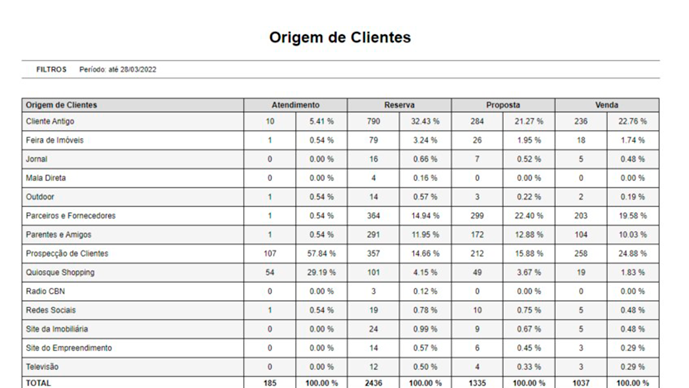 Origem de Clientes
FILTROS Período: até 28/03/2022
Origem de Clientes Atendimento Reserva Proposta Venda
Cliente Antigo 10 5.41 % 790 32.43 % 284 21.27 % 236 22.76 %
Feira de Imóveis 1 0.54 % 79 3.24 % 26 1.95 % 18 1.74 %
Jornal 0 0.00 % 16 0.66 % 7 0.52 % 5 0.48 %
Mala Direta 0 0.00 % 4 0.16 % 0 0.00 % 0 0.00 %
Outdoor 1 0.54 % 14 0.57 % 3 0.22 % 2 0.19 %
Parceiros e Fornecedores 1 0.54 % 364 14.94 % 299 22.40 % 203 19.58 %
Parentes e Amigos 1 0.54 % 291 11.95 % 172 12.88 % 104 10.03 %
Prospecção de Clientes 107 57.84 % 357 14.66 % 212 15.88 % 258 24.88 %
Quiosque Shopping 54 29.19 % 101 4.15 % 49 3.67 % 19 1.83 %
Radio CBN 0 0.00 % 3 0.12 % 0 0.00 % 0 0.00 %
Redes Sociais 1 0.54 % 19 0.78 % 10 0.75 % 5 0.48 %
Site da Imobiliária 0 0.00 % 24 0.99 % 9 0.67 % 5 0.48 %
Site do Empreendimento 0 0.00 % 14 0.57 % 6 0.45 % 3 0.29 %
Televisão 0 0.00 % 12 0.50 % 4 0.33 % 3 0.29 %
TOTAL 185 100.00 % 2436 100.00 % 1335 100.00 % 1037 100.00 %